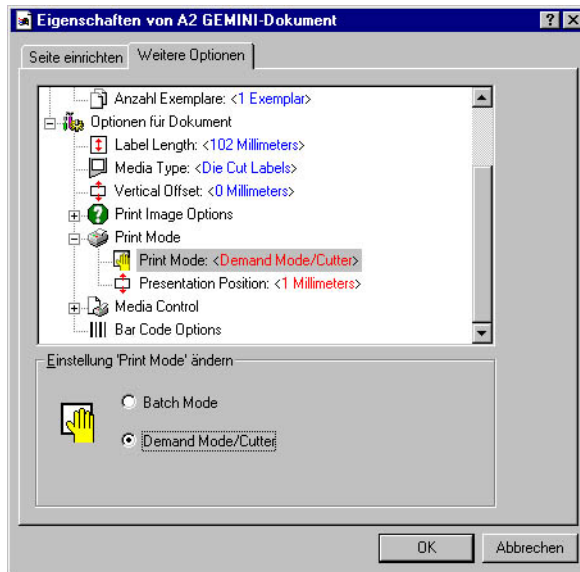 Eigenschaften von A2 GEMINI-Dokument
Seite einrichten Weitere Optionen
Anzahl Exemplare: <1 Exemplar>
Optionen für Dokument
Label Length: <102 Millimeters>
Media Type: <Die Cut Labels>
Vertical Offset: <0 Millimeters>
Print Image Options
Print Mode
Print Mode: <Demand Mode/Cutter>
Presentation Position: <1 Millimeters>
Media Control
Bar Code Options
Einstellung 'Print Mode' ändern
Batch Mode
Demand Mode/Cutter
OK Abbrechen